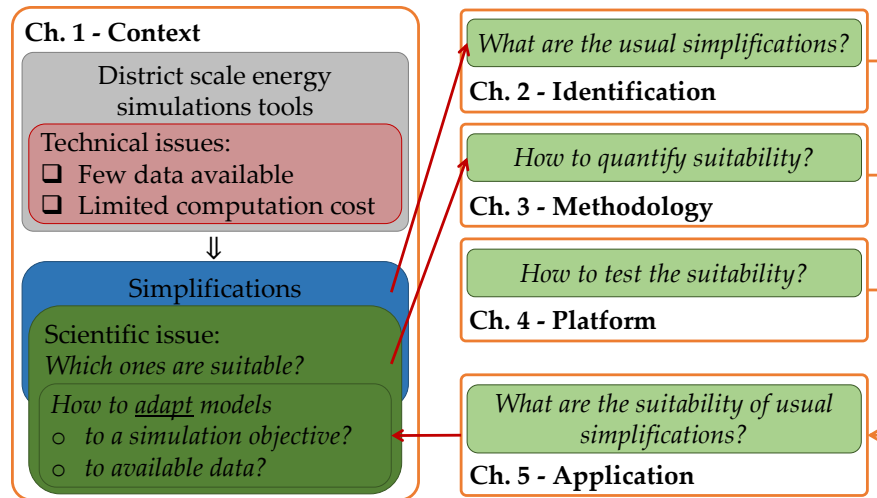 Ch. 1 - Context
District scale energy
simulations tools
Technical issues:
❑ Few data available
❑ Limited computation cost
⇓
Simplifications
Scientific issue:
Which ones are suitable?
How to adapt models
o to a simulation objective?
o to available data?
What are the usual simplifications?
Ch. 2 - Identification
How to quantify suitability?
Ch. 3 - Methodology
How to test the suitability?
Ch. 4 - Platform
What are the suitability of usual
simplifications?
Ch. 5 - Application